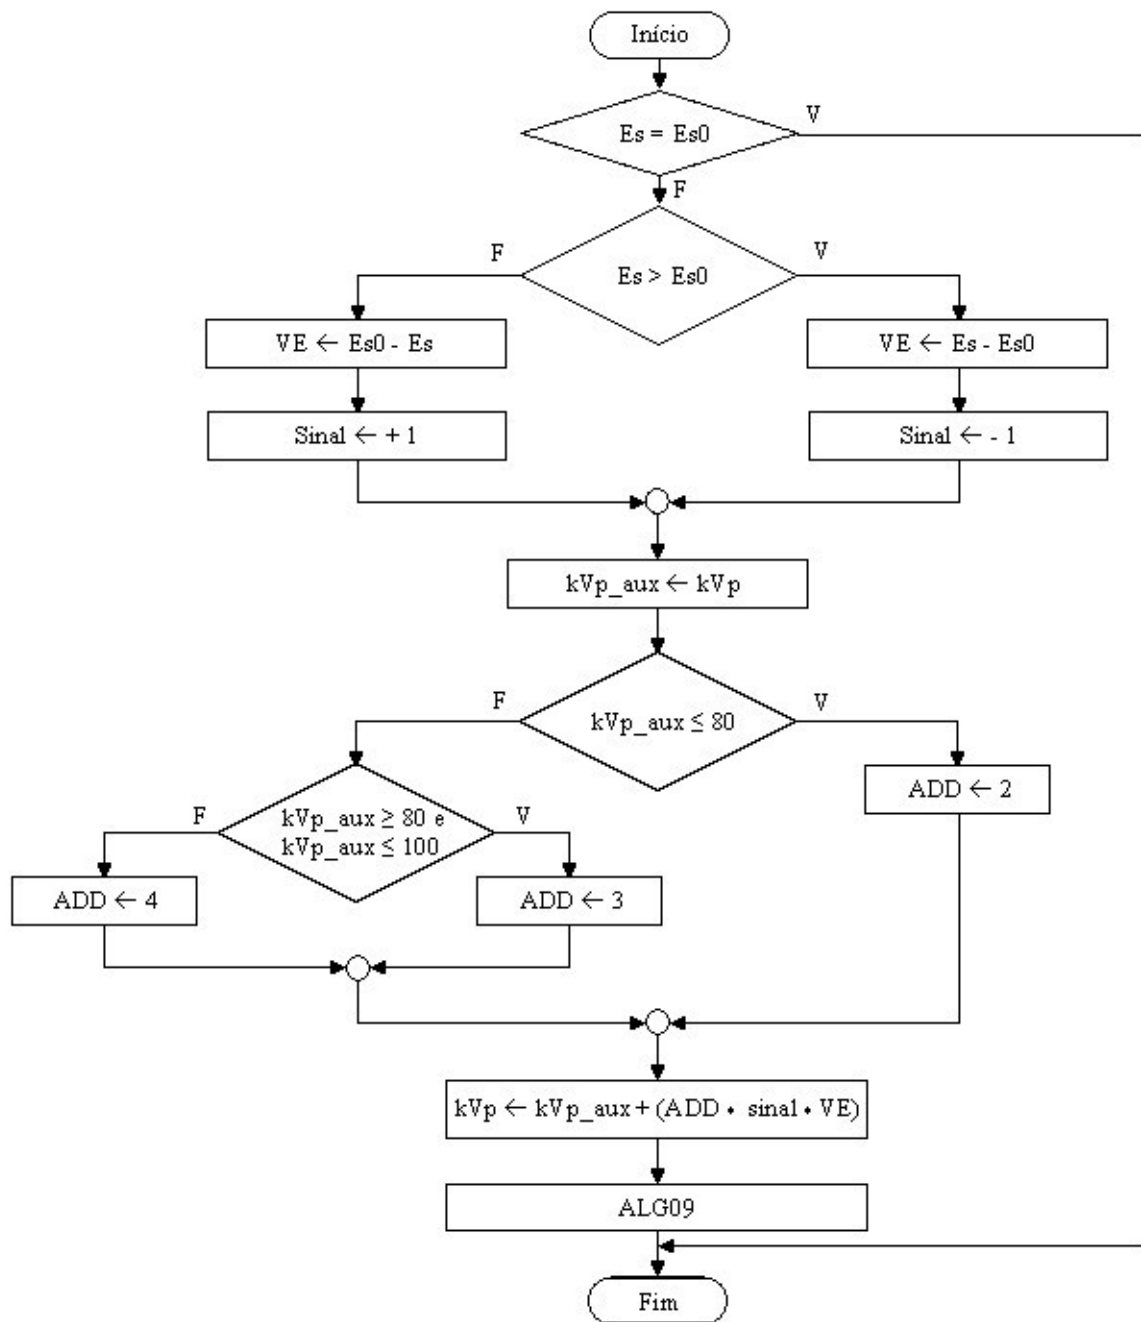 Início
Es = Es0
V
F
Es > Es0
F
V
VE ← Es0 - Es
VE ← Es - Es0
Sinal ← + 1
Sinal ← - 1
kVp_aux ← kVp
kVp_aux ≤ 80
F
V
ADD ← 2
kVp_aux ≥ 80 e
kVp_aux ≤ 100
F
V
ADD ← 4
ADD ← 3
kVp ← kVp_aux + (ADD • sinal • VE)
ALG09
Fim